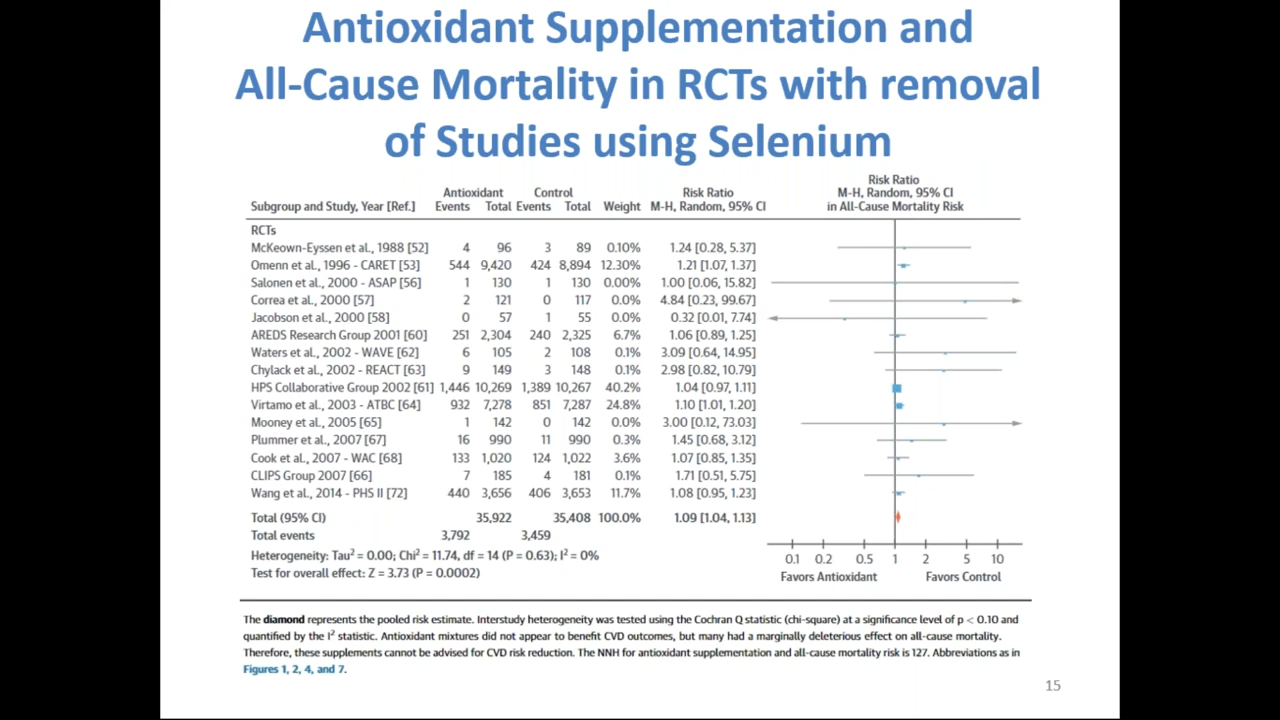 Antioxidant Supplementation and
All-Cause Mortality in RCTs with removal
of Studies using Selenium
Risk Ratio
Antioxidant Control Risk Ratio M-H, Random, 95% CI
Subgroup and Study, Year [Ref.] Events Total Events Total Weight M-H, Random, 95% CI in All-Cause Mortality Risk
RCTs
McKeown-Eyssen et al., 1988 [52] 4 96 3 89 0.10% 1.24 [0.28, 5.37]
Omenn et al., 1996 - CARET [53] 544 9,420 424 8,894 12.30% 1.21 [1.07, 1.37]
Salonen et al., 2000 - ASAP [56] 1 130 1 130 0.00% 1.00 [0.06, 15.82]
Correa et al., 2000 [57] 2 121 0 117 0.0% 4.84 [0.23, 99.67]
Jacobson et al., 2000 [58] 0 57 1 55 0.0% 0.32 [0.01, 7.74]
AREDS Research Group 2001 [60] 251 2,304 240 2,325 6.7% 1.06 [0.89, 1.25]
Waters et al., 2002 - WAVE [62] 6 105 2 108 0.1% 3.09 [0.64, 14.95]
Chylack et al., 2002 - REACT [63] 9 149 3 148 0.1% 2.98 [0.82, 10.79]
HPS Collaborative Group 2002 [61] 1,446 10,269 1,389 10,267 40.2% 1.04 [0.97, 1.11]
Virtamo et al., 2003 - ATBC [64] 932 7,278 851 7,287 24.8% 1.10 [1.01, 1.20]
Mooney et al., 2005 [65] 1 142 0 142 0.0% 3.00 [0.12, 73.03]
Plummer et al., 2007 [67] 16 990 11 990 0.3% 1.45 [0.68, 3.12]
Cook et al., 2007 - WAC [68] 133 1,020 124 1,022 3.6% 1.07 [0.85, 1.35]
CLIPS Group 2007 [66] 7 185 4 181 0.1% 1.71 [0.51, 5.75]
Wang et al., 2014 - PHS II [72] 440 3,656 406 3,653 11.7% 1.08 [0.95, 1.23]
Total (95% CI) 35,922 35,408 100.0% 1.09 [1.04, 1.13]
Total events 3,792 3,459
Heterogeneity: Tau² = 0.00; Chi² = 11.74, df = 14 (P = 0.63); I² = 0%
0.1 0.2 0.5 1 2 5 10
Test for overall effect: Z = 3.73 (P = 0.0002)
Favors Antioxidant Favors Control
The diamond represents the pooled risk estimate. Interstudy heterogeneity was tested using the Cochran Q statistic (chi-square) at a significance level of p < 0.10 and
quantified by the I² statistic. Antioxidant mixtures did not appear to benefit CVD outcomes, but many had a marginally deleterious effect on all-cause mortality.
Therefore, these supplements cannot be advised for CVD risk reduction. The NNH for antioxidant supplementation and all-cause mortality risk is 127. Abbreviations as in
Figures 1, 2, 4, and 7.
15